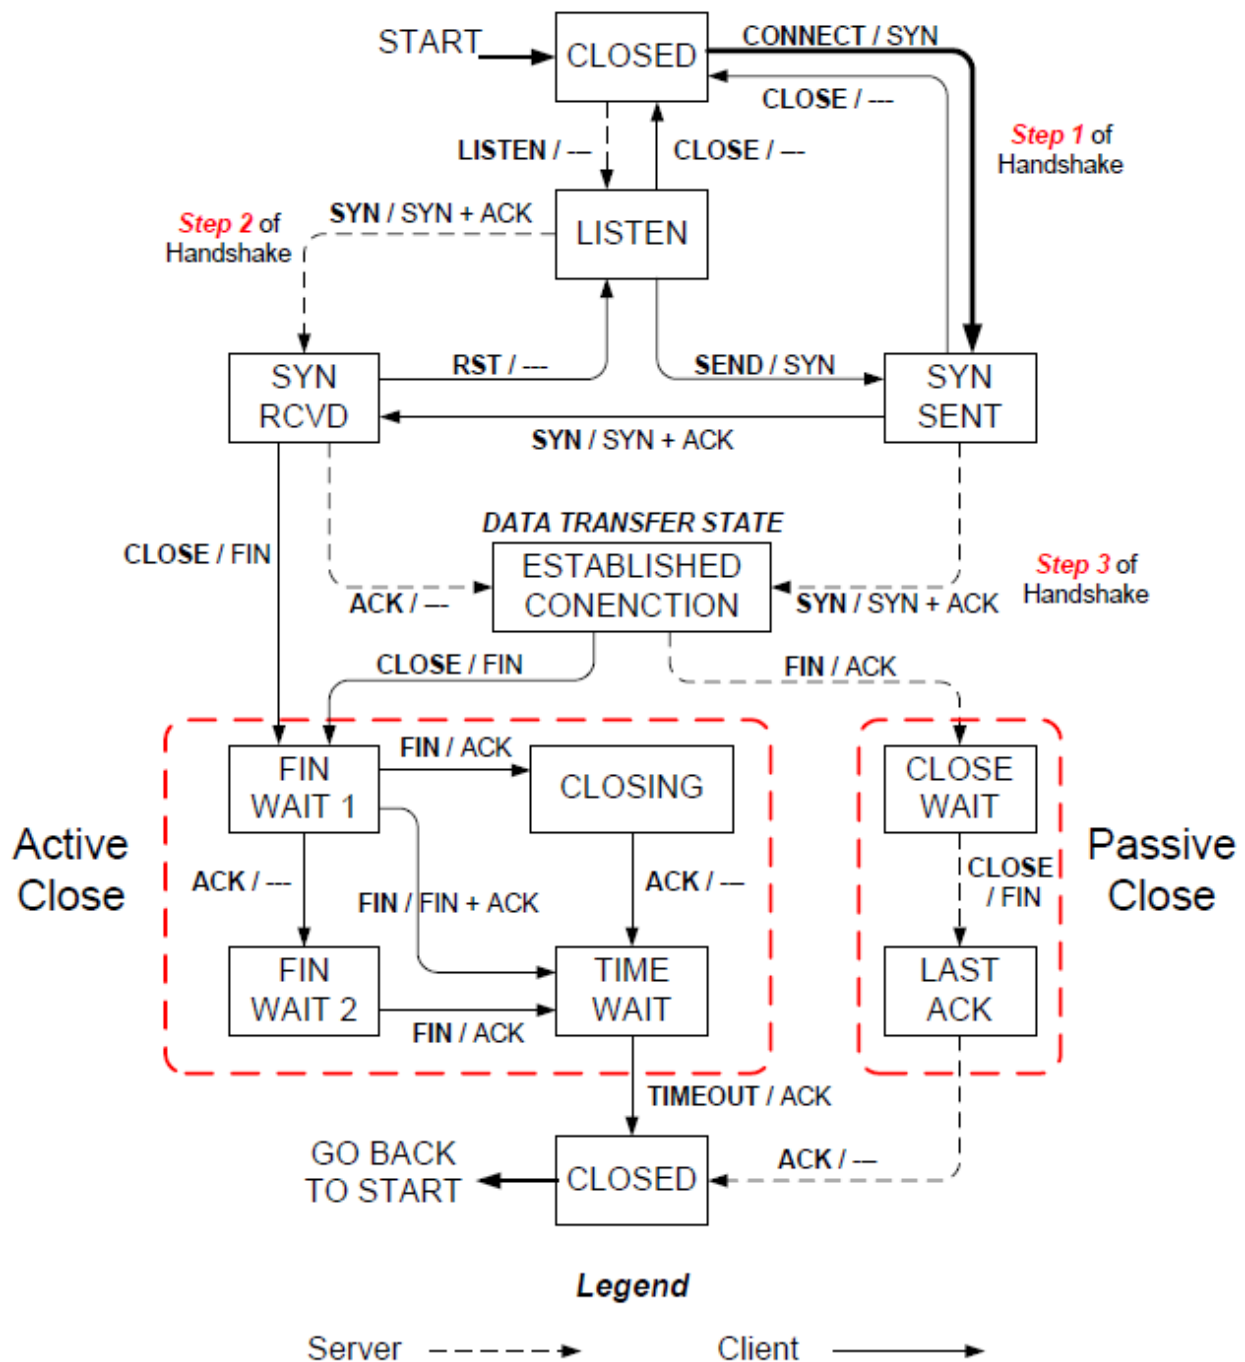 START
CLOSED
CONNECT / SYN
CLOSE / ---
Step 1 of
Handshake
LISTEN / ---
CLOSE / ---
Step 2 of
Handshake
SYN / SYN + ACK
LISTEN
SYN
RCVD
RST / ---
SEND / SYN
SYN
SENT
SYN / SYN + ACK
DATA TRANSFER STATE
ESTABLISHED
CONENCTION
CLOSE / FIN
ACK / ---
SYN / SYN + ACK
Step 3 of
Handshake
CLOSE / FIN
FIN / ACK
FIN
WAIT 1
FIN / ACK
CLOSING
CLOSE
WAIT
Active
Close
Passive
Close
ACK / ---
FIN / FIN + ACK
ACK / ---
CLOSE
/ FIN
FIN
WAIT 2
FIN / ACK
TIME
WAIT
LAST
ACK
TIMEOUT / ACK
GO BACK
TO START
CLOSED
ACK / ---
Legend
Server
Client